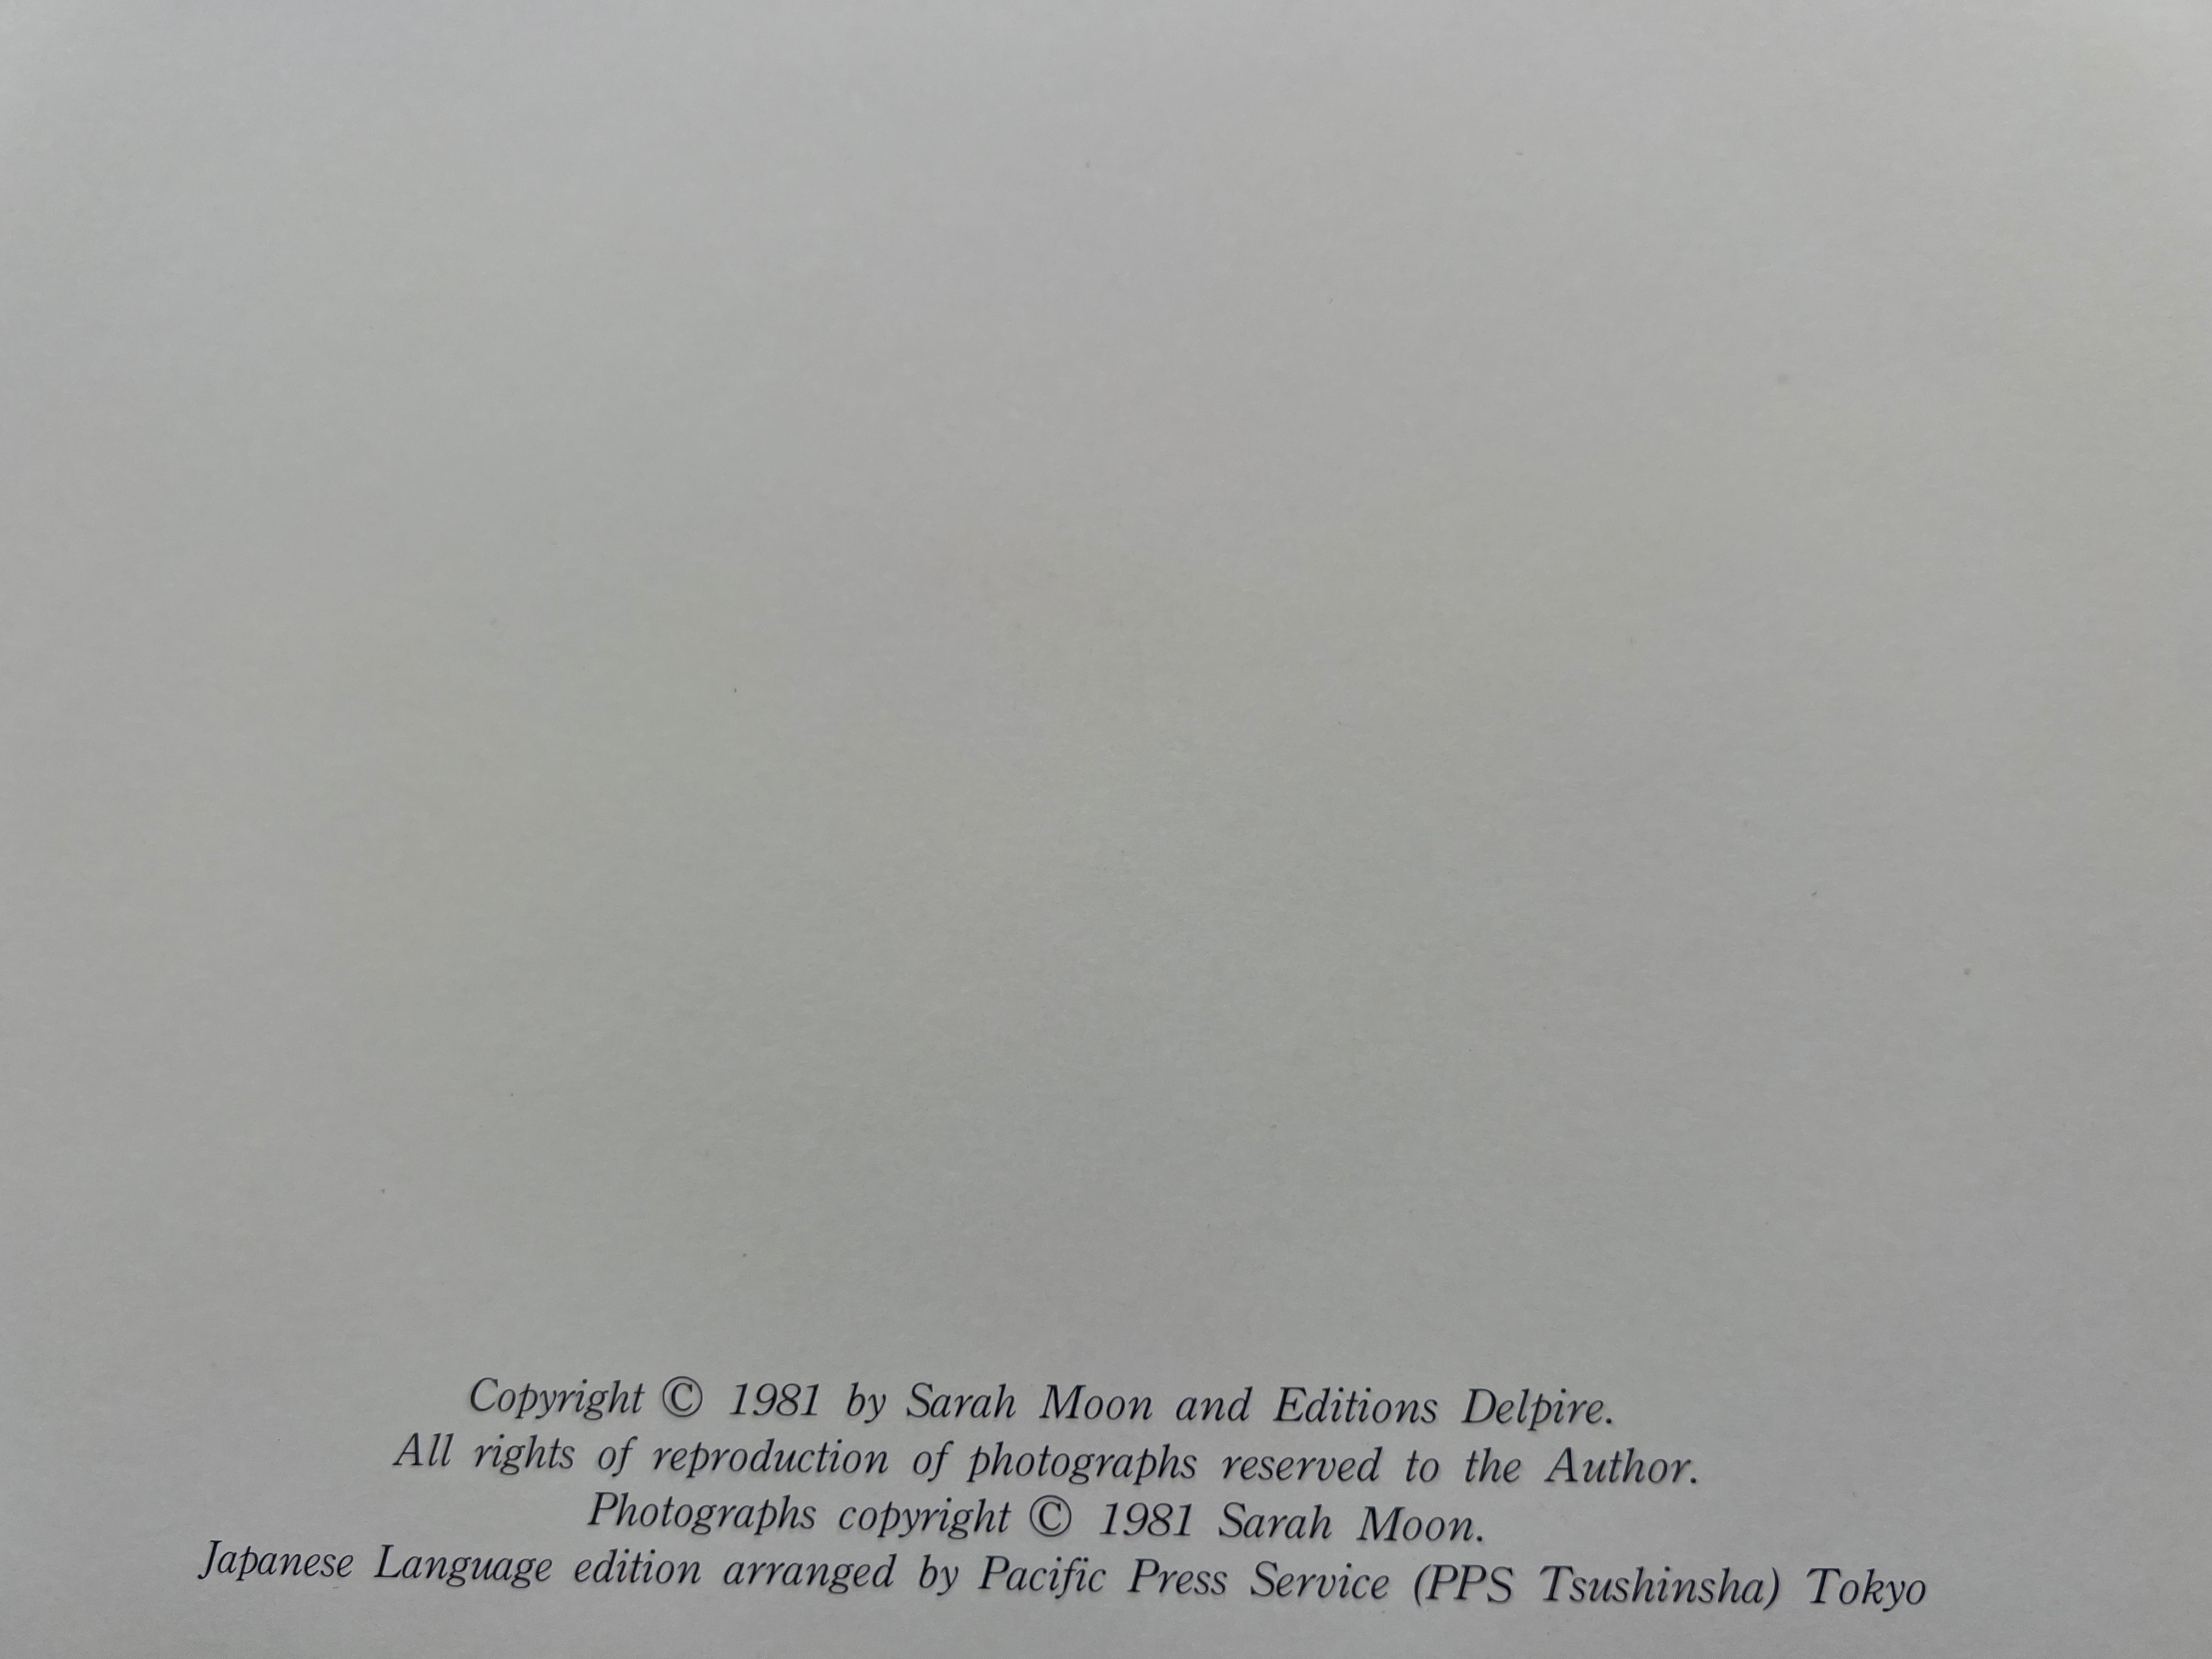 Copyright © 1981 by Sarah Moon and Editions Delpire.
All rights of reproduction of photographs reserved to the Author.
Photographs copyright © 1981 Sarah Moon.
Japanese Language edition arranged by Pacific Press Service (PPS Tsushinsha) Tokyo